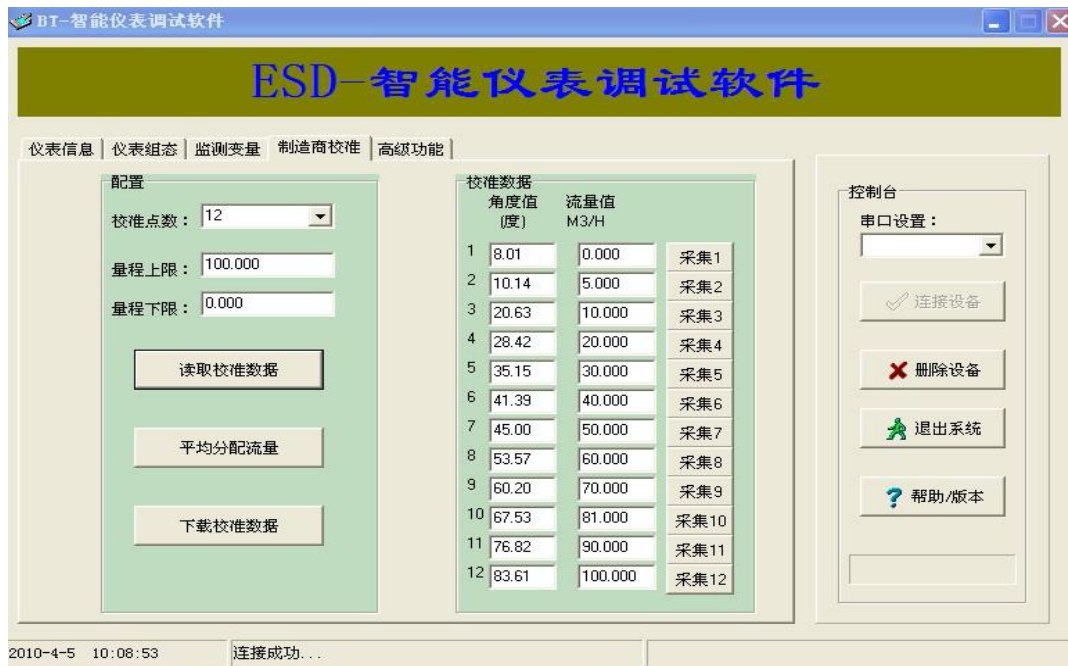 BT-智能仪表调试软件
ESD-智能仪表调试软件
仪表信息 仪表组态 监测变量 制造商校准 高级功能
配置
校准点数： 12
量程上限： 100.000
量程下限： 0.000
读取校准数据
平均分配流量
下载校准数据
校准数据
角度值 流量值
(度) M3/H
1 8.01 0.000 采集1
2 10.14 5.000 采集2
3 20.63 10.000 采集3
4 28.42 20.000 采集4
5 35.15 30.000 采集5
6 41.39 40.000 采集6
7 45.00 50.000 采集7
8 53.57 60.000 采集8
9 60.20 70.000 采集9
10 67.53 81.000 采集10
11 76.82 90.000 采集11
12 83.61 100.000 采集12
控制台
串口设置：
连接设备
删除设备
退出系统
帮助/版本
2010-4-5 10:08:53 连接成功...